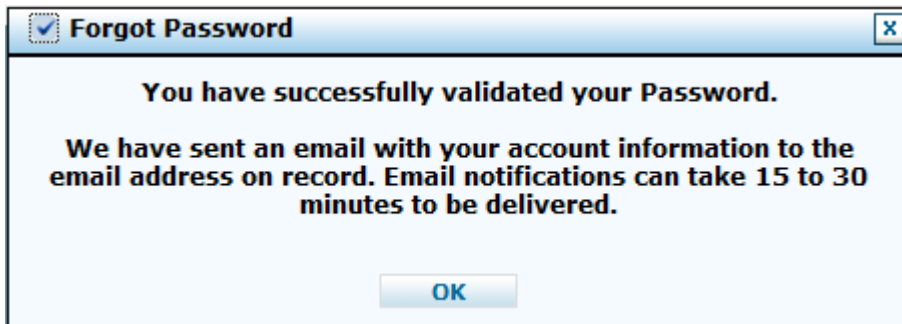 Forgot Password
x
You have successfully validated your Password.
We have sent an email with your account information to the
email address on record. Email notifications can take 15 to 30
minutes to be delivered.
OK